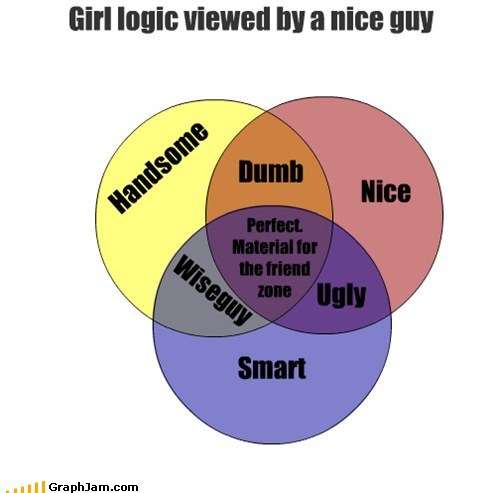 Girl logic viewed by a nice guy
Handsome
Dumb
Nice
Perfect.
Material for
the friend
zone
Wiseguy
Ugly
Smart
GraphJam.com